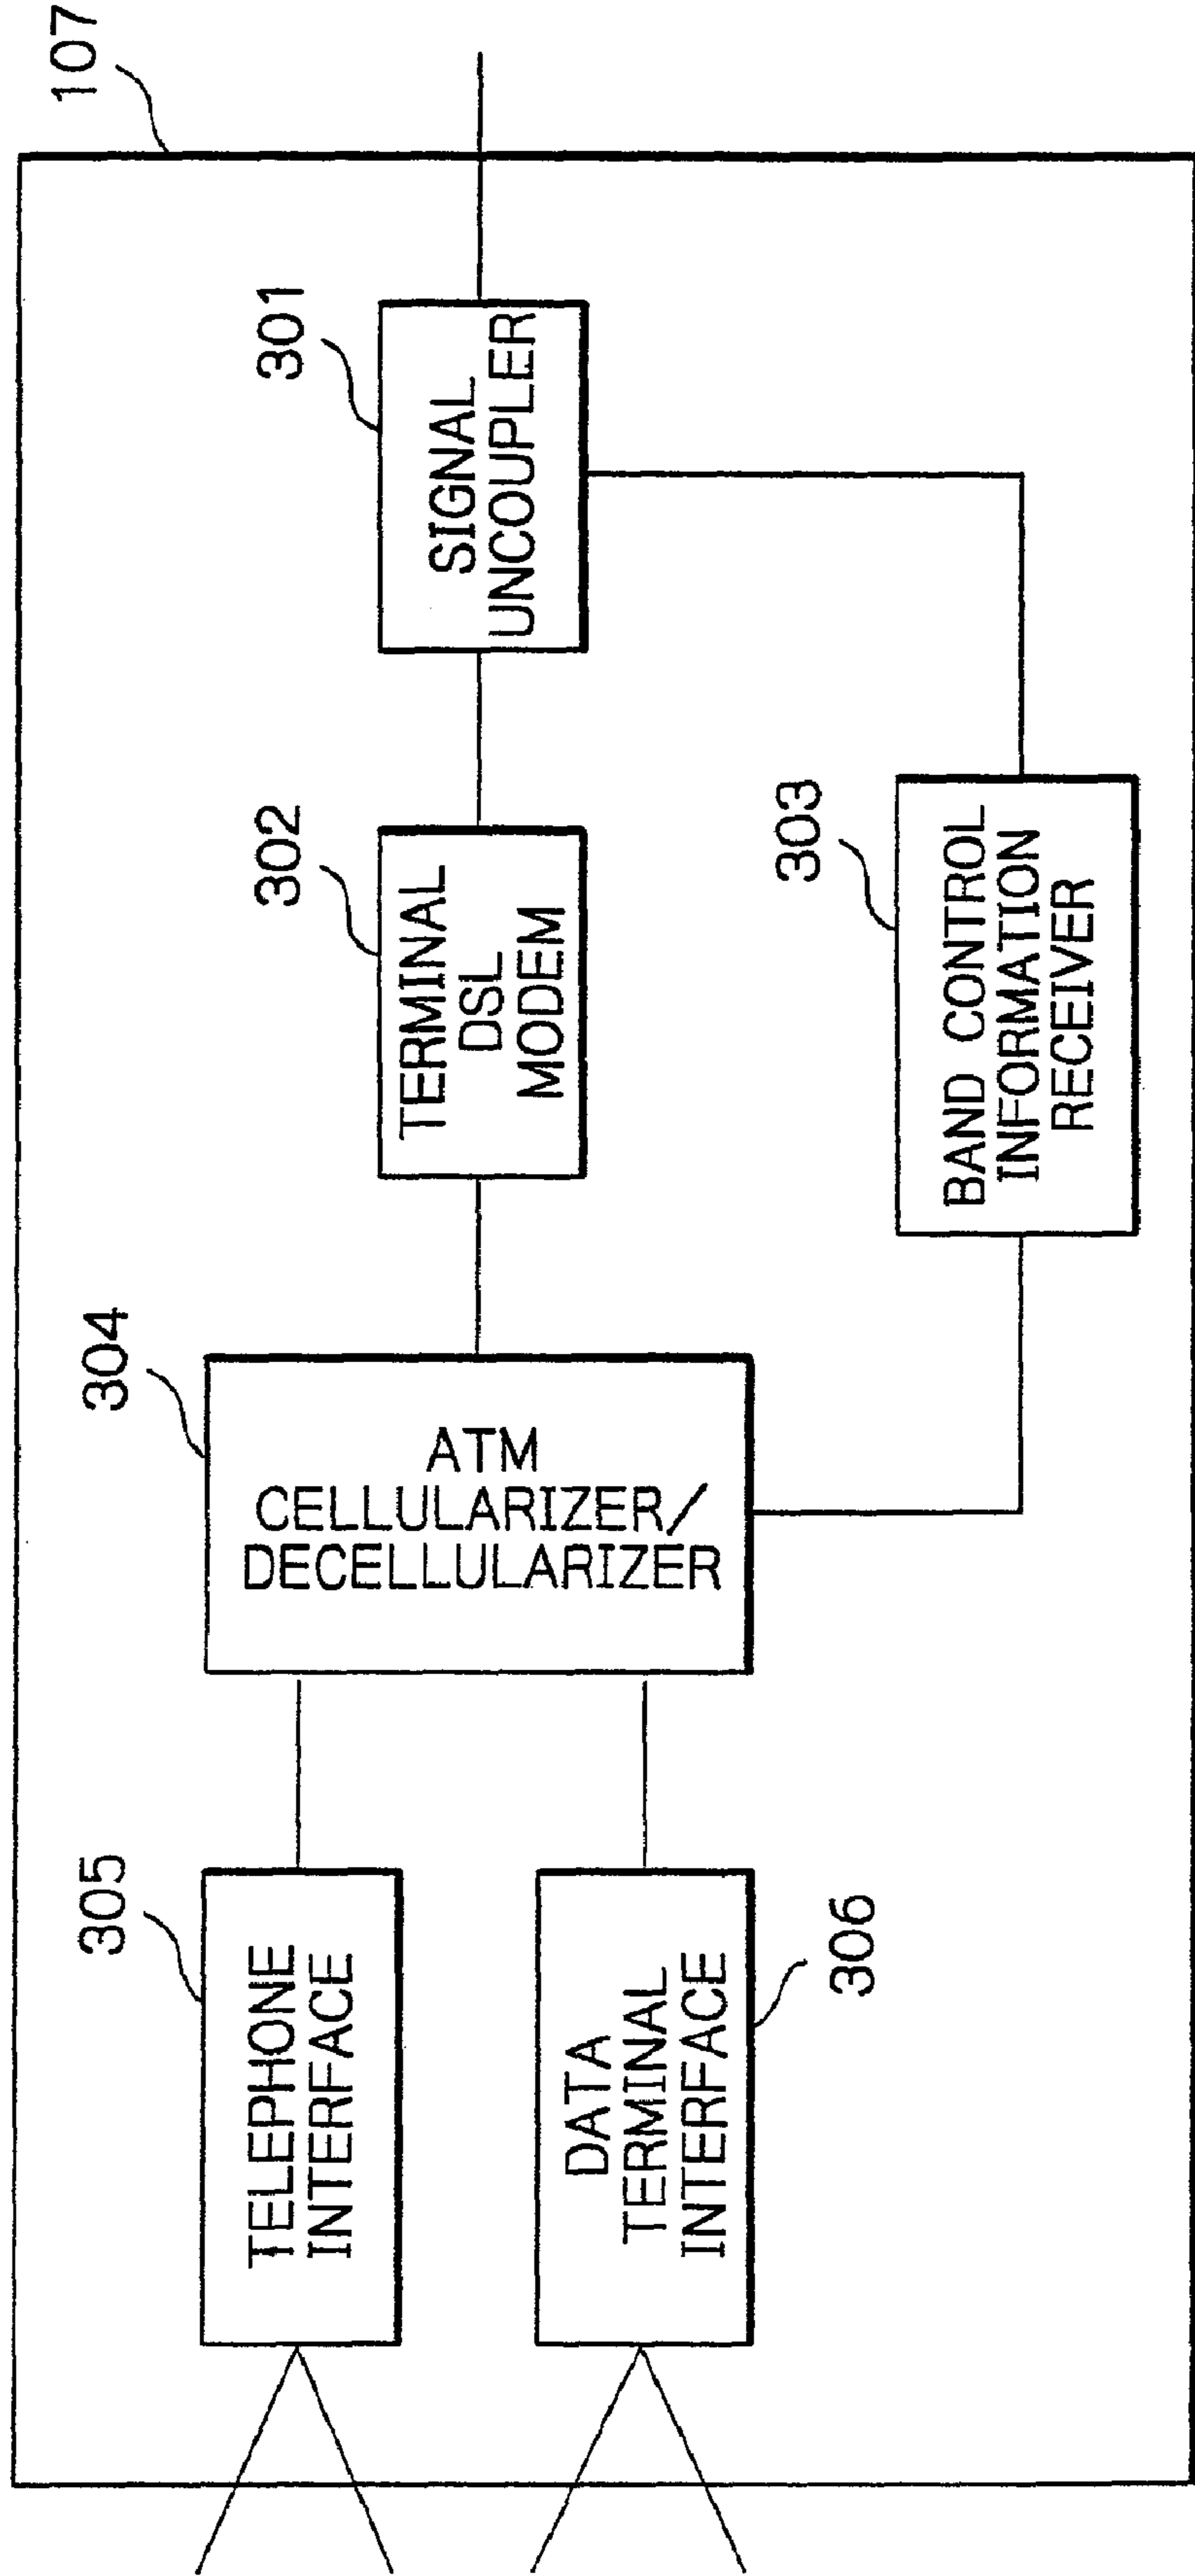 107
301
SIGNAL
UNCOUPLER
302
TERMINAL
DSL
MODEM
303
BAND CONTROL
INFORMATION
RECEIVER
304
ATM
CELLULARIZER/
DECELLULARIZER
305
TELEPHONE
INTERFACE
306
DATA
TERMINAL
INTERFACE